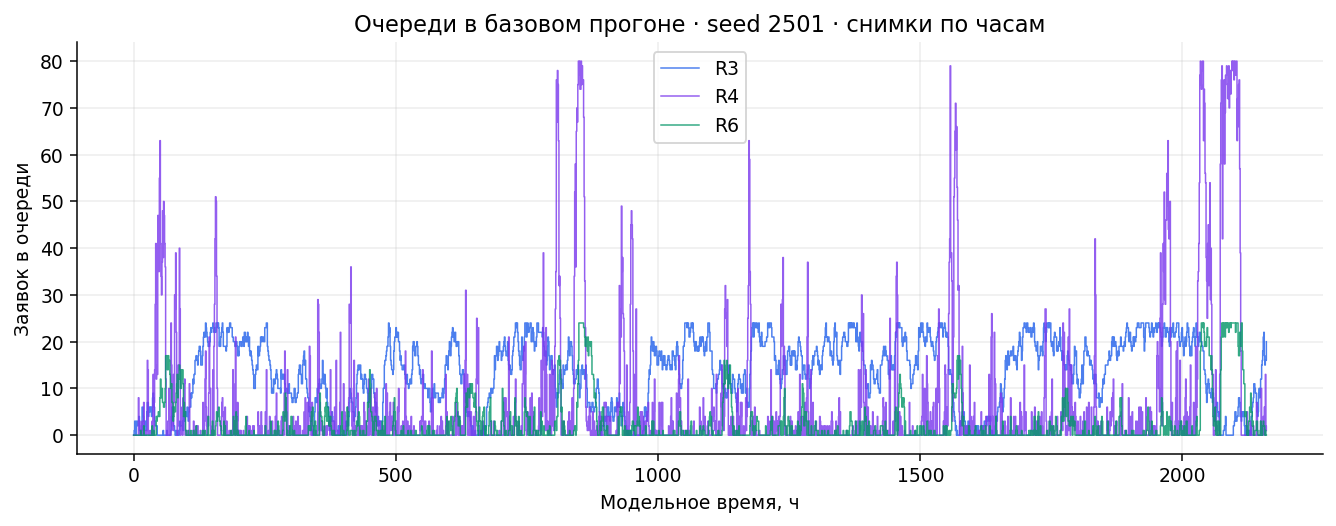 Очереди в базовом прогоне · seed 2501 · снимки по часам
Заявок в очереди
80
70
60
50
40
30
20
10
0
R3
R4
R6
0
500
1000
1500
2000
Модельное время, ч